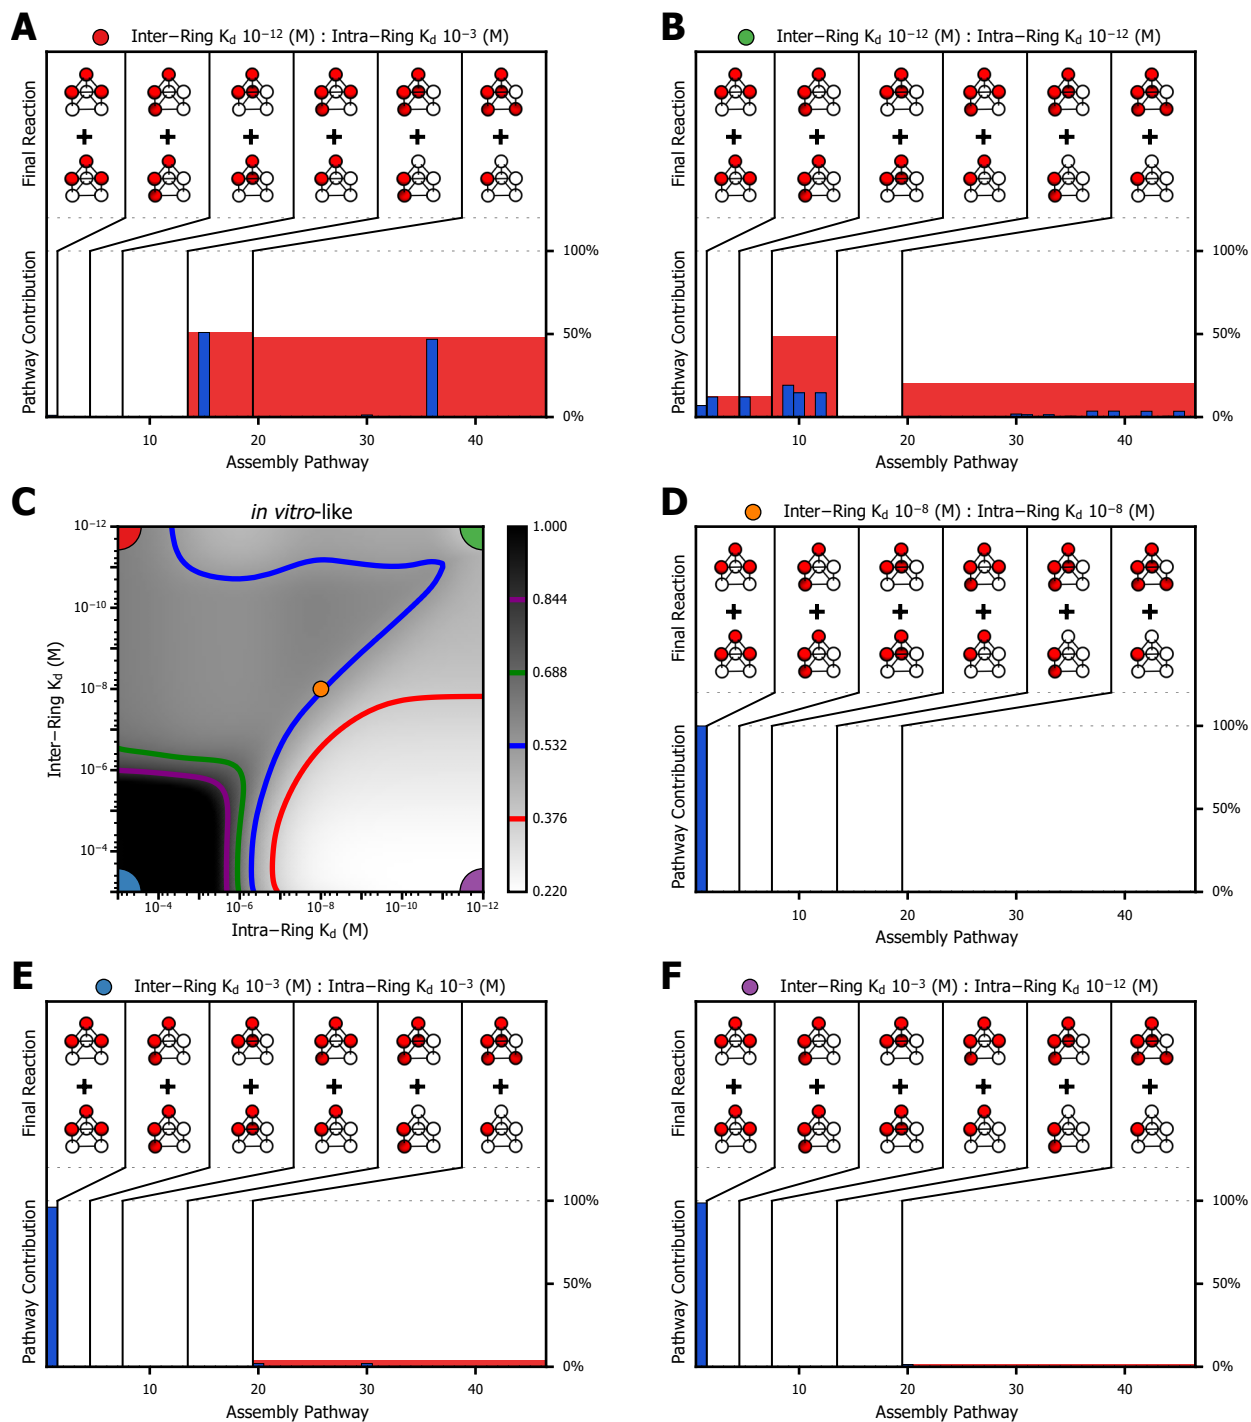 A
Inter−Ring Kd 10−12 (M) : Intra−Ring Kd 10−3 (M)
Final Reaction
Pathway Contribution
100%
50%
0%
10 20 30 40
Assembly Pathway
B
Inter−Ring Kd 10−12 (M) : Intra−Ring Kd 10−12 (M)
Final Reaction
Pathway Contribution
100%
50%
0%
10 20 30 40
Assembly Pathway
C
in vitro-like
Inter−Ring Kd (M)
10−12
10−10
10−8
10−6
10−4
10−4 10−6 10−8 10−10 10−12
Intra−Ring Kd (M)
1.000
0.844
0.688
0.532
0.376
0.220
D
Inter−Ring Kd 10−8 (M) : Intra−Ring Kd 10−8 (M)
Final Reaction
Pathway Contribution
100%
50%
0%
10 20 30 40
Assembly Pathway
E
Inter−Ring Kd 10−3 (M) : Intra−Ring Kd 10−3 (M)
Final Reaction
Pathway Contribution
100%
50%
0%
10 20 30 40
Assembly Pathway
F
Inter−Ring Kd 10−3 (M) : Intra−Ring Kd 10−12 (M)
Final Reaction
Pathway Contribution
100%
50%
0%
10 20 30 40
Assembly Pathway